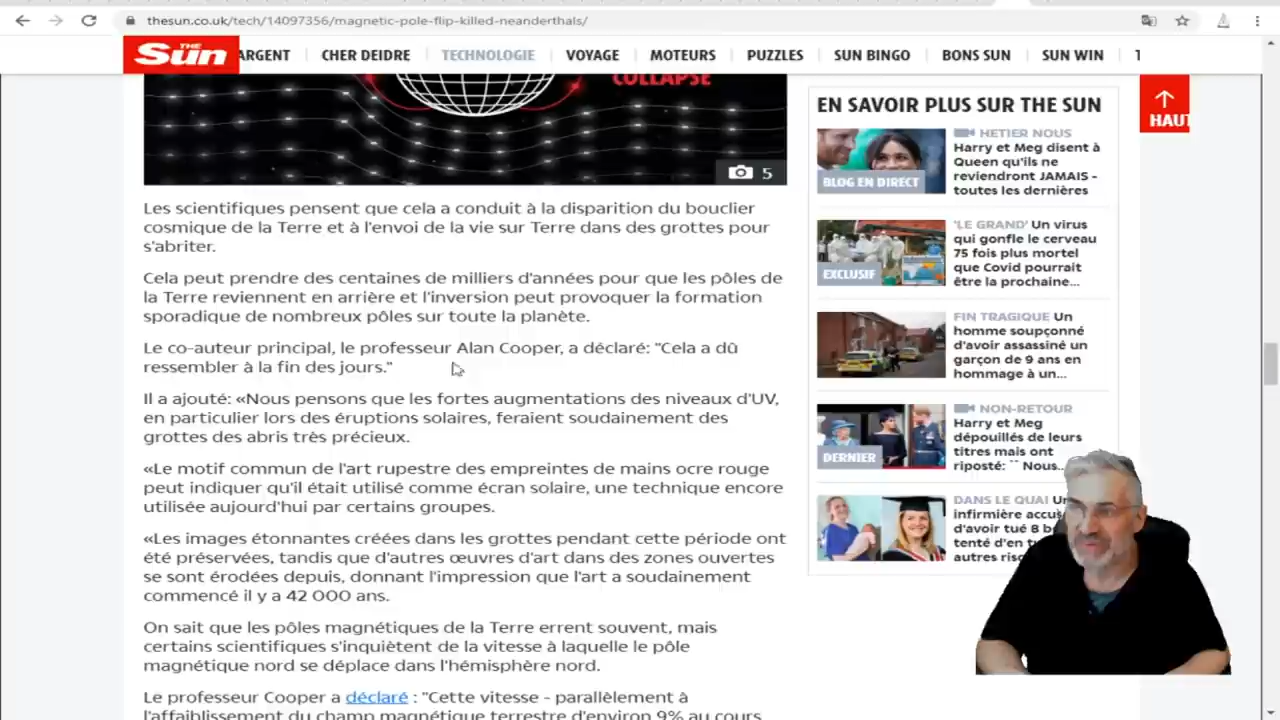 thesun.co.uk/tech/14097356/magnetic-pole-flip-killed-neanderthals/
THE Sun
ARGENT
CHER DEIDRE
TECHNOLOGIE
VOYAGE
MOTEURS
PUZZLES
SUN BINGO
BONS SUN
SUN WIN
COLLAPSE
5
Les scientifiques pensent que cela a conduit à la disparition du bouclier
cosmique de la Terre et à l'envoi de la vie sur Terre dans des grottes pour
s'abriter.
Cela peut prendre des centaines de milliers d'années pour que les pôles de
la Terre reviennent en arrière et l'inversion peut provoquer la formation
sporadique de nombreux pôles sur toute la planète.
Le co-auteur principal, le professeur Alan Cooper, a déclaré: "Cela a dû
ressembler à la fin des jours."
Il a ajouté: «Nous pensons que les fortes augmentations des niveaux d'UV,
en particulier lors des éruptions solaires, feraient soudainement des
grottes des abris très précieux.
«Le motif commun de l'art rupestre des empreintes de mains ocre rouge
peut indiquer qu'il était utilisé comme écran solaire, une technique encore
utilisée aujourd'hui par certains groupes.
«Les images étonnantes créées dans les grottes pendant cette période ont
été préservées, tandis que d'autres œuvres d'art dans des zones ouvertes
se sont érodées depuis, donnant l'impression que l'art a soudainement
commencé il y a 42 000 ans.
On sait que les pôles magnétiques de la Terre errent souvent, mais
certains scientifiques s'inquiètent de la vitesse à laquelle le pôle
magnétique nord se déplace dans l'hémisphère nord.
Le professeur Cooper a déclaré : "Cette vitesse - parallèlement à
l'affaiblissement du champ magnétique terrestre d'environ 9% au cours
EN SAVOIR PLUS SUR THE SUN
BLOG EN DIRECT
HETIER NOUS
Harry et Meg disent à
Queen qu'ils ne
reviendront JAMAIS -
toutes les dernières
EXCLUSIF
'LE GRAND' Un virus
qui gonfle le cerveau
75 fois plus mortel
que Covid pourrait
être la prochaine...
FIN TRAGIQUE Un
homme soupçonné
d'avoir assassiné un
garçon de 9 ans en
hommage à un...
DERNIER
NON-RETOUR
Harry et Meg
dépouillés de leurs
titres mais ont
riposté: `` Nous...
DANS LE QUAI
infirmière
d'avoir tué 8
tenté d'en
autres
HAUT